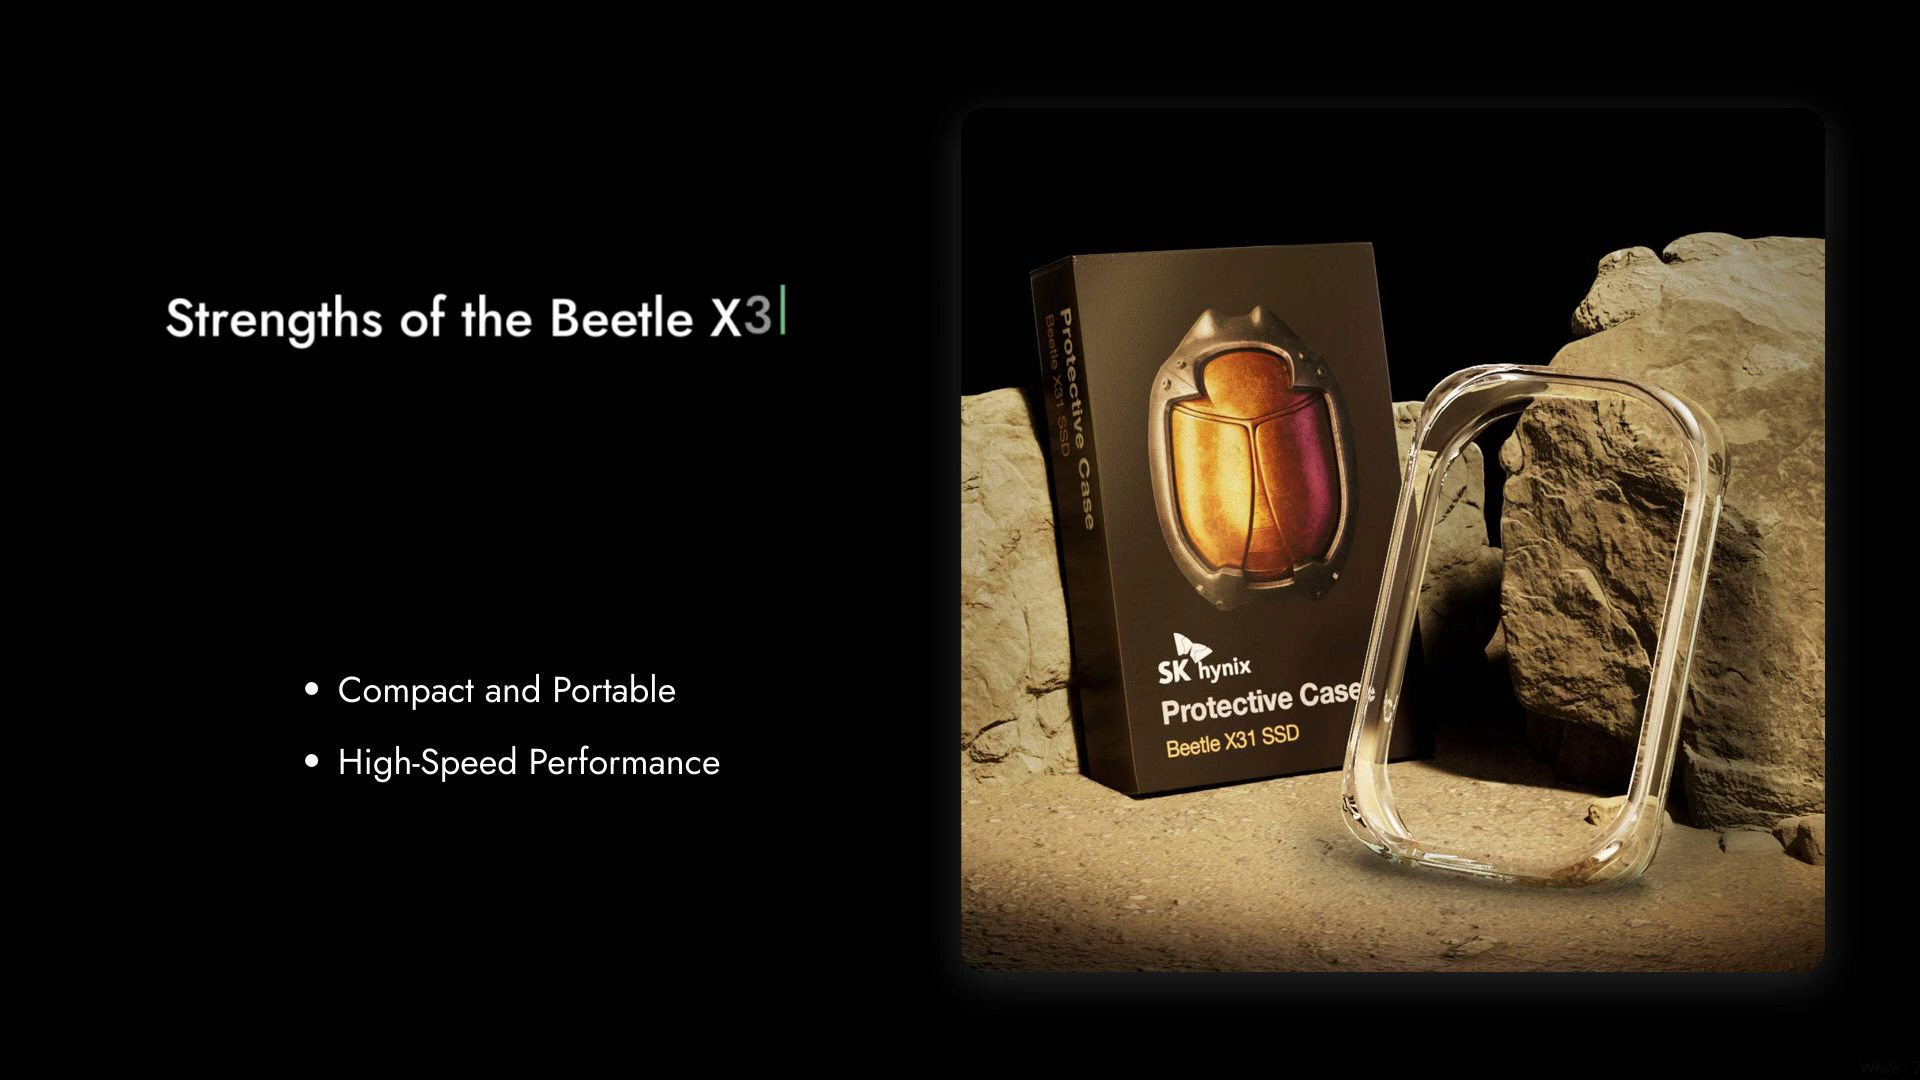 Strengths of the Beetle X3
Compact and Portable
High-Speed Performance
Protective Case
Beetle X31 SSD
SK hynix
Protective Case
Beetle X31 SSD